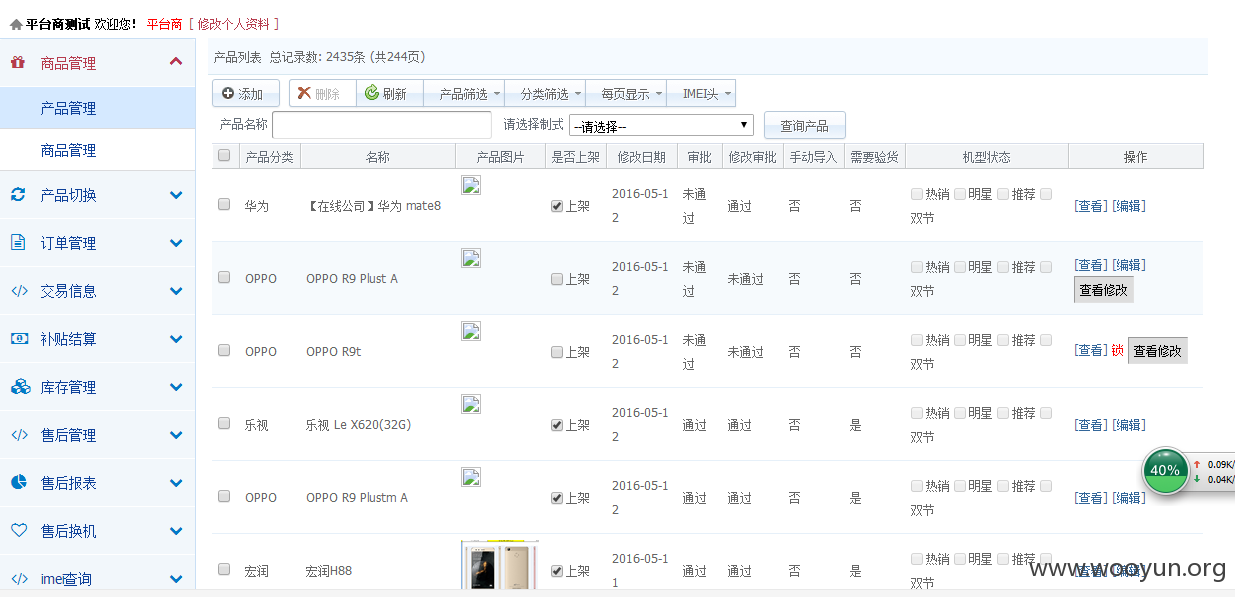 平台商测试 欢迎您！ 平台商 [ 修改个人资料 ]
商品管理
产品管理
商品管理
产品切换
订单管理
交易信息
补贴结算
库存管理
售后管理
售后报表
售后换机
imei查询
产品列表 总记录数: 2435条 (共244页)
添加 删除 刷新 产品筛选 分类筛选 每页显示 IMEI头
产品名称 请选择制式 --请选择-- 查询产品
产品分类 名称 产品图片 是否上架 修改日期 审批 修改审批 手动导入 需要验货 机型状态 操作
华为 【在线公司】华为 mate8 上架 2016-05-1 未通 通过 否 否 热销 明星 推荐 [查看] [编辑]
2 过 双节
OPPO OPPO R9 Plust A 上架 2016-05-1 未通 未通过 否 否 热销 明星 推荐 [查看] [编辑]
2 过 双节 查看修改
OPPO OPPO R9t 上架 2016-05-1 未通 未通过 否 否 热销 明星 推荐 [查看] 锁 查看修改
2 过 双节
乐视 乐视 Le X620(32G) 上架 2016-05-1 通过 通过 否 是 热销 明星 推荐 [查看] [编辑]
2 双节
OPPO OPPO R9 Plustm A 上架 2016-05-1 通过 通过 否 是 热销 明星 推荐 [查看] [编辑]
2 双节
宏润 宏润H88 上架 2016-05-1 通过 通过 否 是 热销 明星 推荐 [查看] [编辑]
1 双节
40% 0.09K/
0.04K/
www.wooyun.org